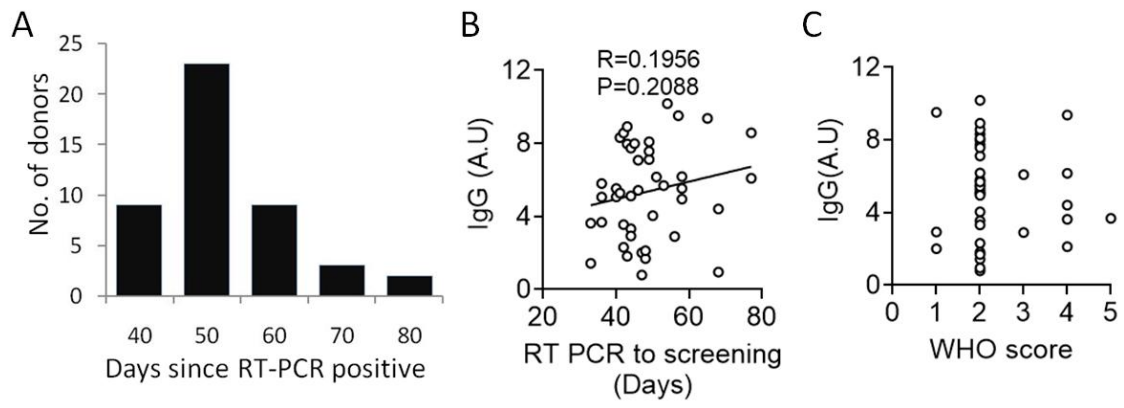 A
No. of donors
25
20
15
10
5
0
40 50 60 70 80
Days since RT-PCR positive
B
R=0.1956
P=0.2088
IgG (A.U)
12
8
4
0
20 40 60 80
RT PCR to screening
(Days)
C
IgG(A.U)
12
8
4
0
0 1 2 3 4 5
WHO score